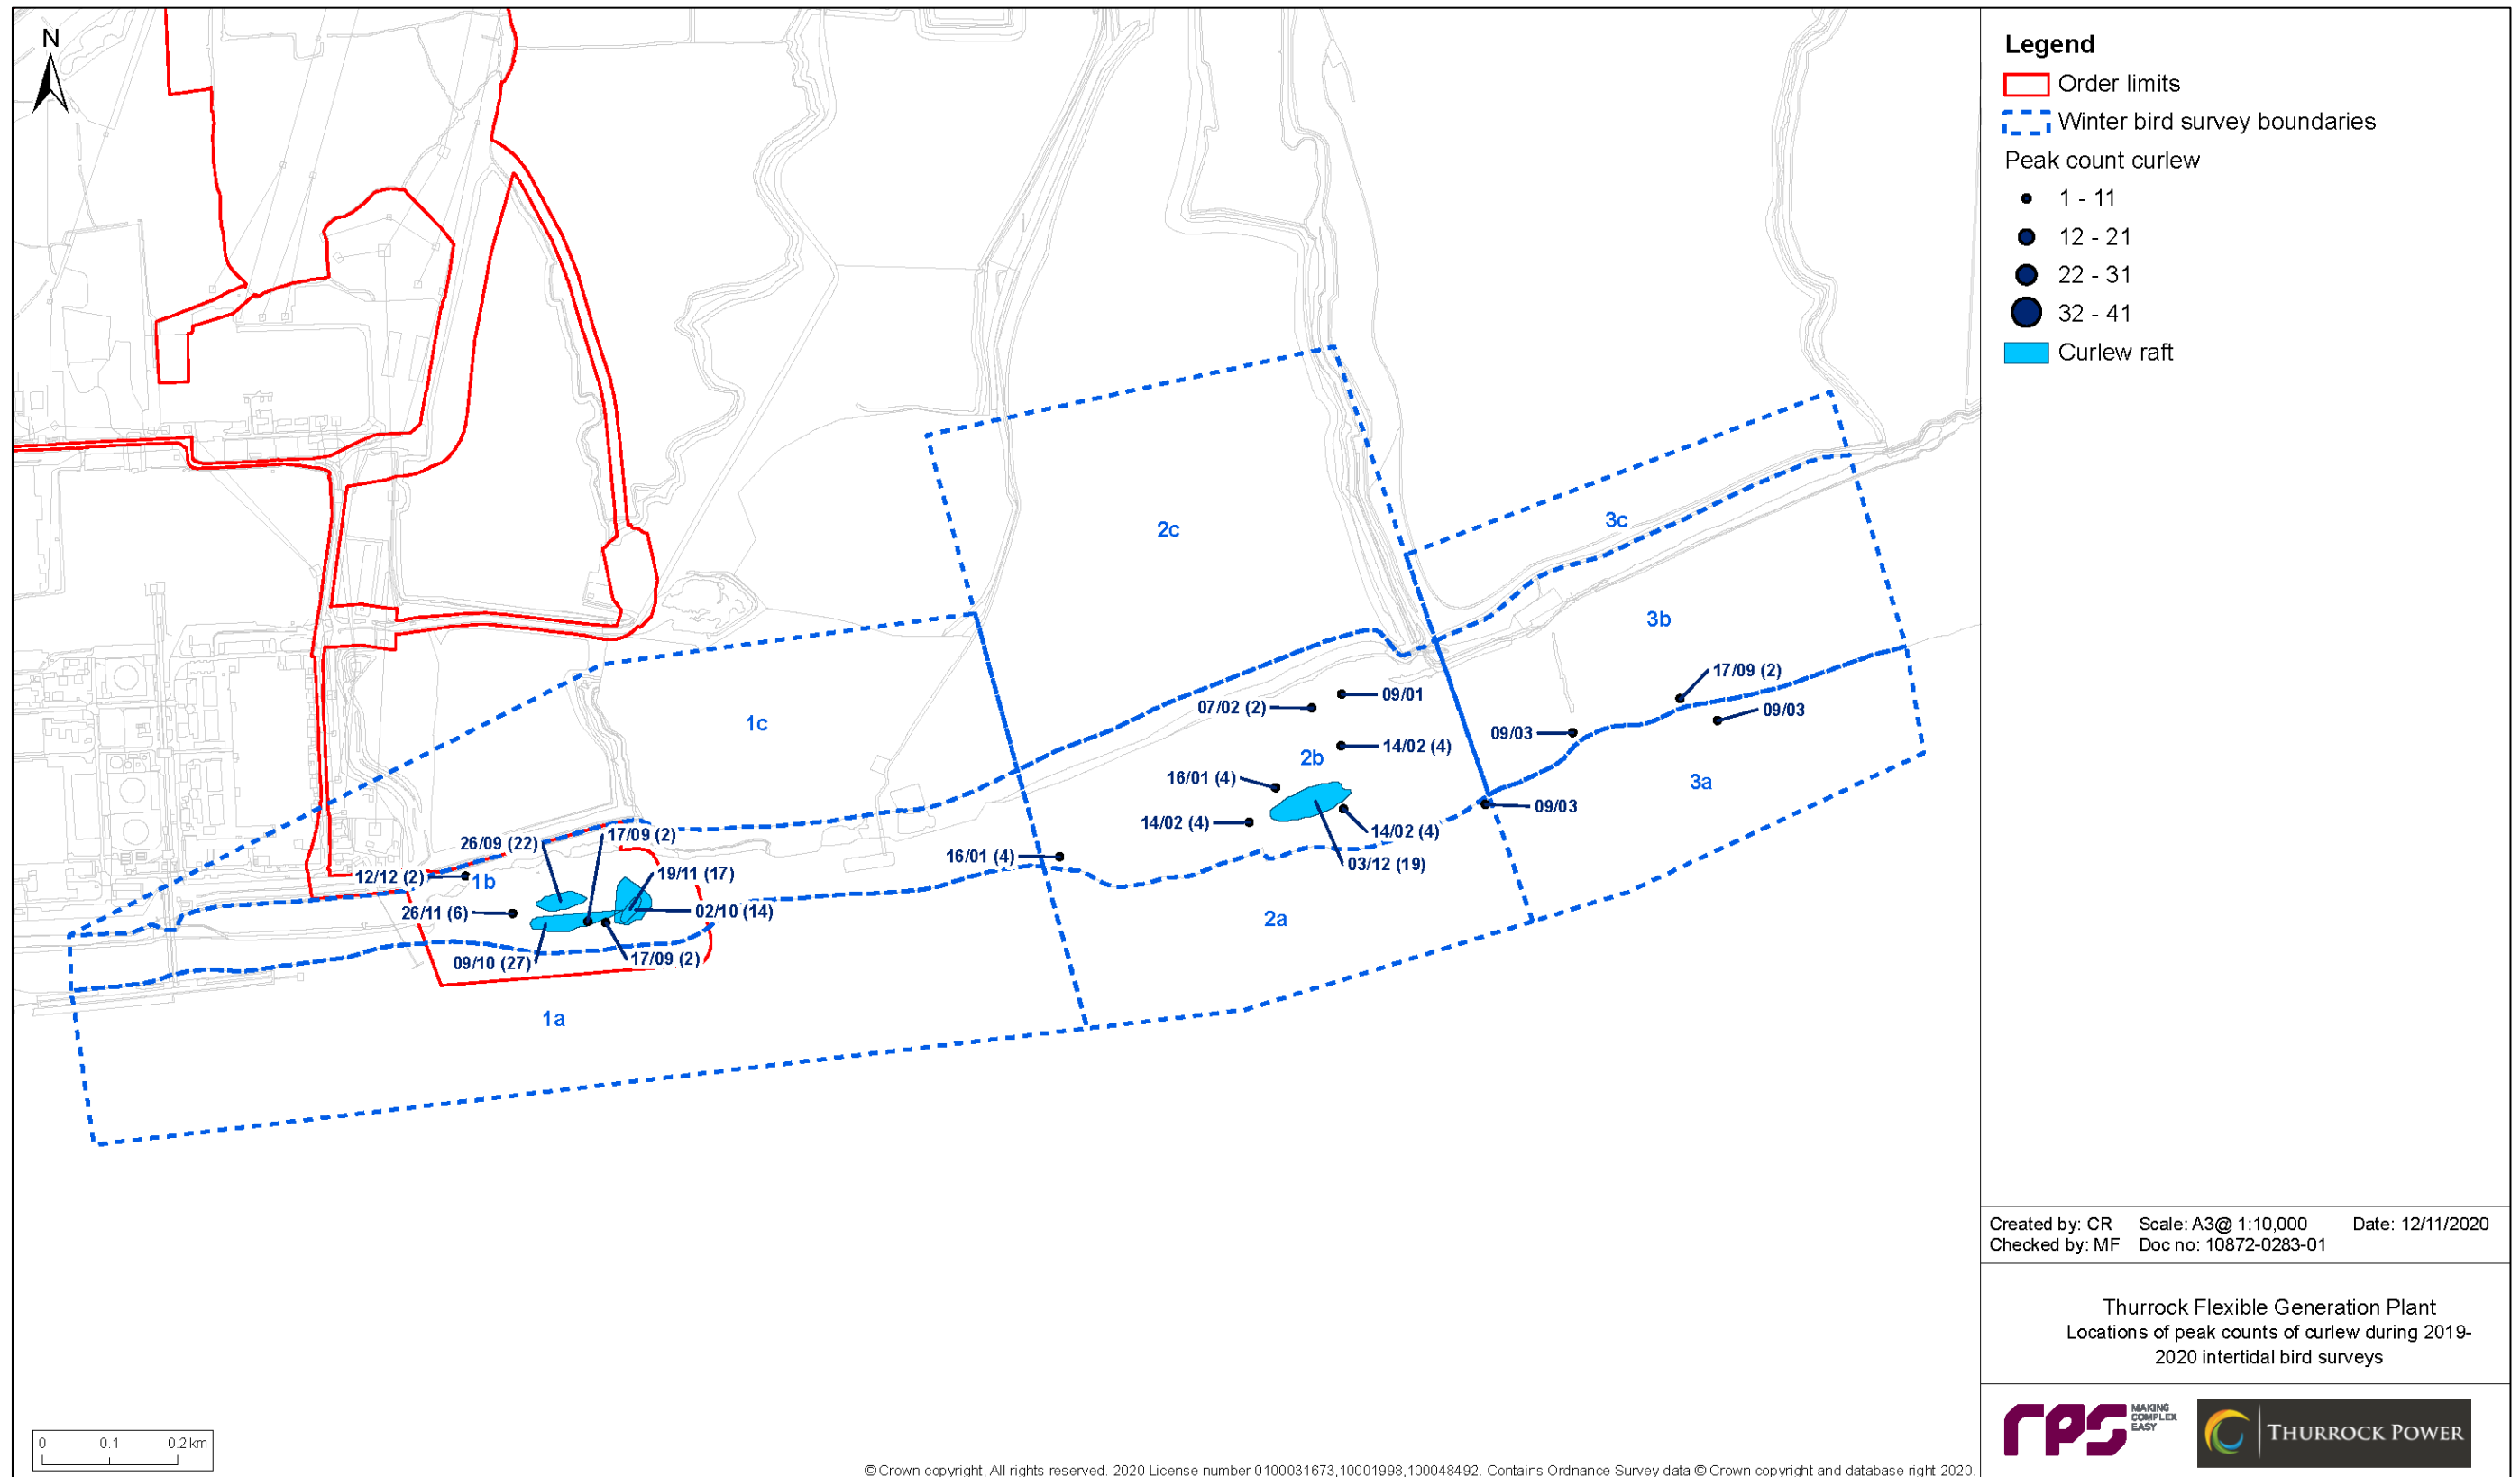 N
Legend
Order limits
Winter bird survey boundaries
Peak count curlew
1 - 11
12 - 21
22 - 31
32 - 41
Curlew raft
2c
3c
3b
17/09 (2)
09/01
07/02 (2)
09/03
09/03
1c
14/02 (4)
2b
16/01 (4)
3a
09/03
14/02 (4)
14/02 (4)
26/09 (22)
17/09 (2)
16/01 (4)
03/12 (19)
12/12 (2)
1b
19/11 (17)
26/11 (6)
02/10 (14)
2a
09/10 (27)
17/09 (2)
1a
Created by: CR Scale: A3@ 1:10,000 Date: 12/11/2020
Checked by: MF Doc no: 10872-0283-01
Thurrock Flexible Generation Plant
Locations of peak counts of curlew during 2019-
2020 intertidal bird surveys
rps MAKING
COMPLEX
EASY
THURROCK POWER
0 0.1 0.2 km
© Crown copyright, All rights reserved. 2020 License number 0100031673,10001998,100048492. Contains Ordnance Survey data © Crown copyright and database right 2020.